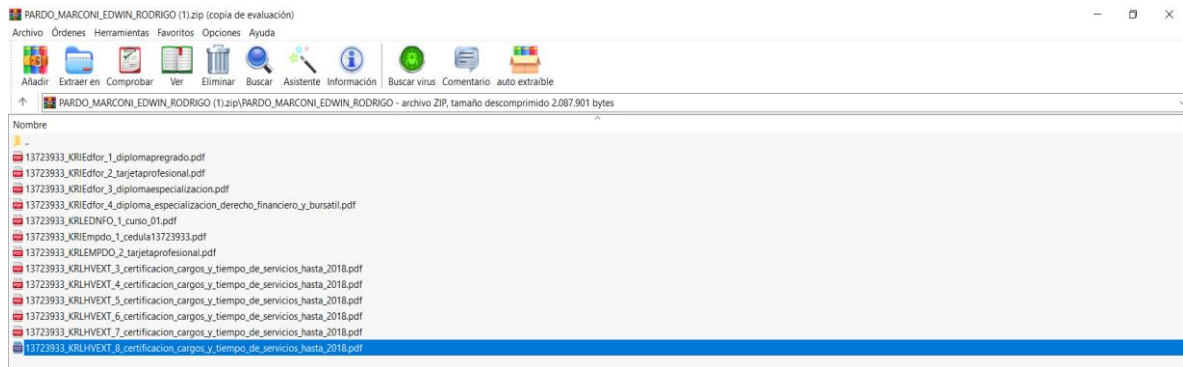 PARDO_MARCONI_EDWIN_RODRIGO (1).zip (copia de evaluación)
Archivo Órdenes Herramientas Favoritos Opciones Ayuda
Añadir Extraer en Comprobar Ver Eliminar Buscar Asistente Información Buscar virus Comentario auto extraíble
PARDO_MARCONI_EDWIN_RODRIGO (1).zip\PARDO_MARCONI_EDWIN_RODRIGO - archivo ZIP, tamaño descomprimido 2.087.901 bytes
Nombre
..
13723933_KRIEdfor_1_diplomapregrado.pdf
13723933_KRIEdfor_2_tarjetaprofesional.pdf
13723933_KRIEdfor_3_diplomaespecializacion.pdf
13723933_KRIEdfor_4_diploma_especializacion_derecho_financiero_y_bursatil.pdf
13723933_KRLEDNFO_1_curso_01.pdf
13723933_KRIEmpdo_1_cedula13723933.pdf
13723933_KRLEMPDO_2_tarjetaprofesional.pdf
13723933_KRLHVEXT_3_certificacion_cargos_y_tiempo_de_servicios_hasta_2018.pdf
13723933_KRLHVEXT_4_certificacion_cargos_y_tiempo_de_servicios_hasta_2018.pdf
13723933_KRLHVEXT_5_certificacion_cargos_y_tiempo_de_servicios_hasta_2018.pdf
13723933_KRLHVEXT_6_certificacion_cargos_y_tiempo_de_servicios_hasta_2018.pdf
13723933_KRLHVEXT_7_certificacion_cargos_y_tiempo_de_servicios_hasta_2018.pdf
13723933_KRLHVEXT_8_certificacion_cargos_y_tiempo_de_servicios_hasta_2018.pdf